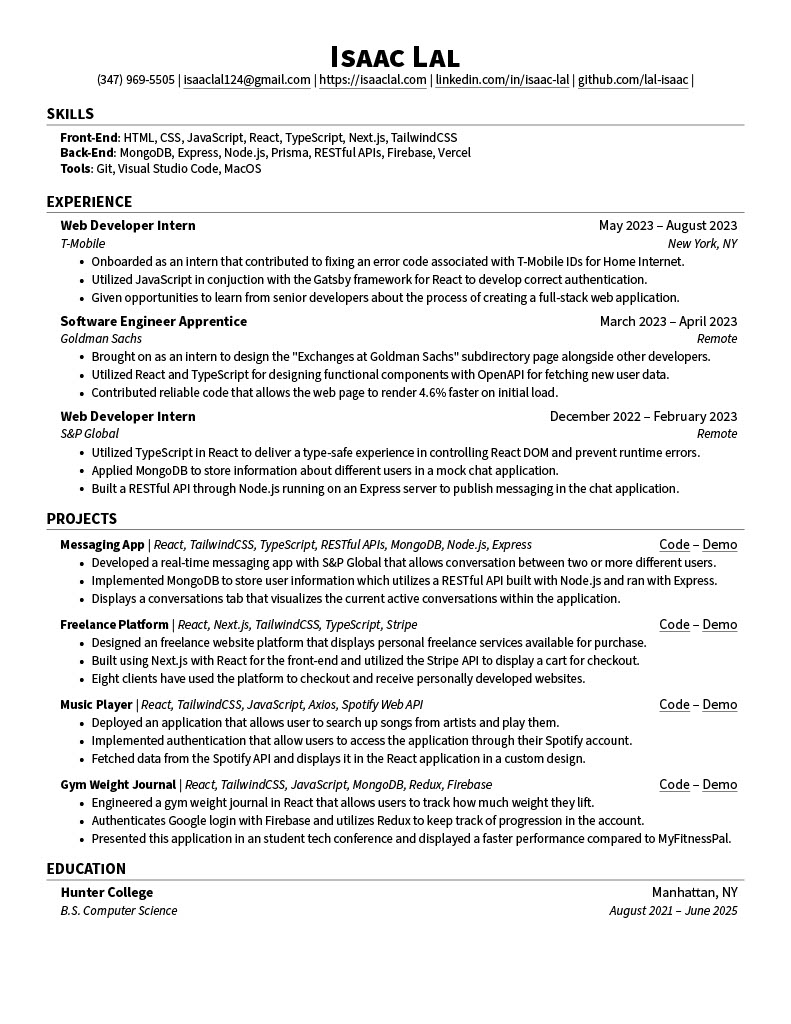 Isaac Lal
(347) 969-5505 | isaaclal124@gmail.com | https://isaaclal.com | linkedin.com/in/isaac-lal | github.com/lal-isaac |
SKILLS
Front-End: HTML, CSS, JavaScript, React, TypeScript, Next.js, TailwindCSS
Back-End: MongoDB, Express, Node.js, Prisma, RESTful APIs, Firebase, Vercel
Tools: Git, Visual Studio Code, MacOS
EXPERIENCE
Web Developer Intern May 2023 – August 2023
T-Mobile New York, NY
• Onboarded as an intern that contributed to fixing an error code associated with T-Mobile IDs for Home Internet.
• Utilized JavaScript in conjuction with the Gatsby framework for React to develop correct authentication.
• Given opportunities to learn from senior developers about the process of creating a full-stack web application.
Software Engineer Apprentice March 2023 – April 2023
Goldman Sachs Remote
• Brought on as an intern to design the "Exchanges at Goldman Sachs" subdirectory page alongside other developers.
• Utilized React and TypeScript for designing functional components with OpenAPI for fetching new user data.
• Contributed reliable code that allows the web page to render 4.6% faster on initial load.
Web Developer Intern December 2022 – February 2023
S&P Global Remote
• Utilized TypeScript in React to deliver a type-safe experience in controlling React DOM and prevent runtime errors.
• Applied MongoDB to store information about different users in a mock chat application.
• Built a RESTful API through Node.js running on an Express server to publish messaging in the chat application.
PROJECTS
Messaging App | React, TailwindCSS, TypeScript, RESTful APIs, MongoDB, Node.js, Express Code – Demo
• Developed a real-time messaging app with S&P Global that allows conversation between two or more different users.
• Implemented MongoDB to store user information which utilizes a RESTful API built with Node.js and ran with Express.
• Displays a conversations tab that visualizes the current active conversations within the application.
Freelance Platform | React, Next.js, TailwindCSS, TypeScript, Stripe Code – Demo
• Designed an freelance website platform that displays personal freelance services available for purchase.
• Built using Next.js with React for the front-end and utilized the Stripe API to display a cart for checkout.
• Eight clients have used the platform to checkout and receive personally developed websites.
Music Player | React, TailwindCSS, JavaScript, Axios, Spotify Web API Code – Demo
• Deployed an application that allows user to search up songs from artists and play them.
• Implemented authentication that allow users to access the application through their Spotify account.
• Fetched data from the Spotify API and displays it in the React application in a custom design.
Gym Weight Journal | React, TailwindCSS, JavaScript, MongoDB, Redux, Firebase Code – Demo
• Engineered a gym weight journal in React that allows users to track how much weight they lift.
• Authenticates Google login with Firebase and utilizes Redux to keep track of progression in the account.
• Presented this application in an student tech conference and displayed a faster performance compared to MyFitnessPal.
EDUCATION
Hunter College Manhattan, NY
B.S. Computer Science August 2021 – June 2025